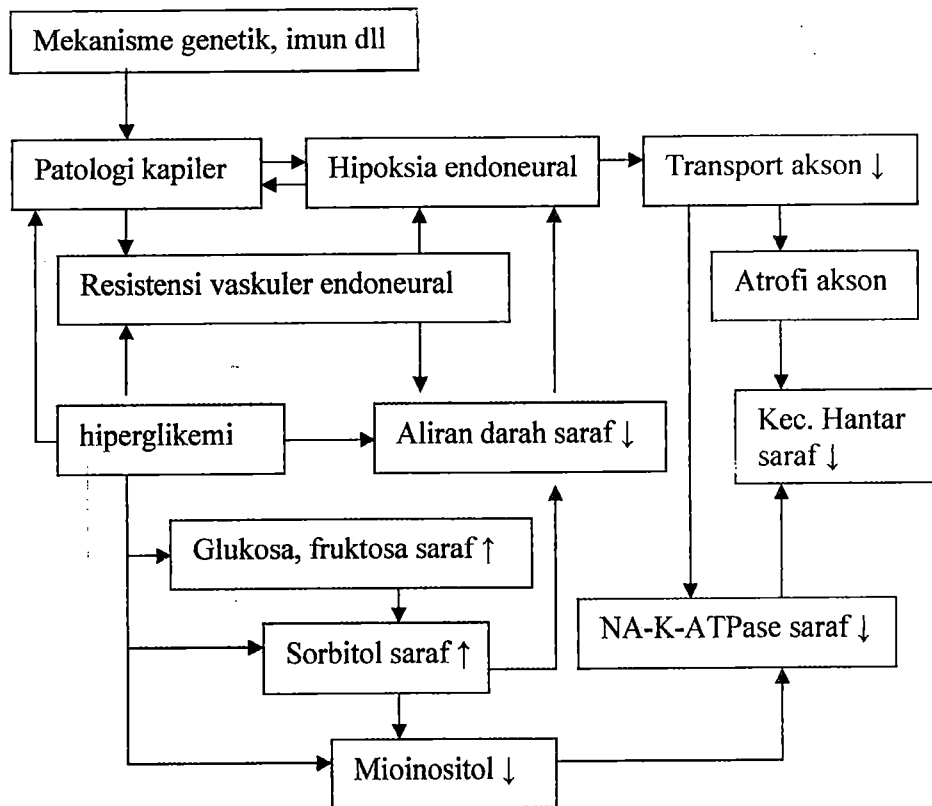 Mekanisme genetik, imun dll
Patologi kapiler
Hipoksia endoneural
Transport akson ↓
Resistensi vaskuler endoneural
Atrofi akson
hiperglikemi
Aliran darah saraf ↓
Kec. Hantar
saraf ↓
Glukosa, fruktosa saraf ↑
NA-K-ATPase saraf ↓
Sorbitol saraf ↑
Mioinositol ↓